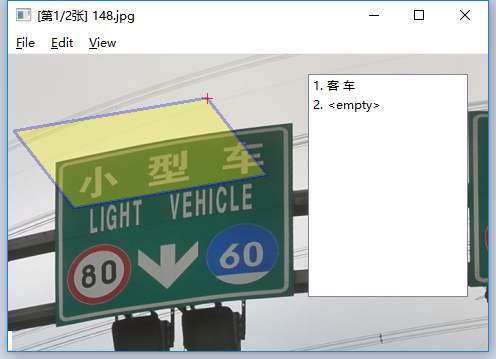 [第1/2张] 148.jpg
File Edit View
1. 客 车
2. <empty>
小 型 车
LIGHT VEHICLE
80 60